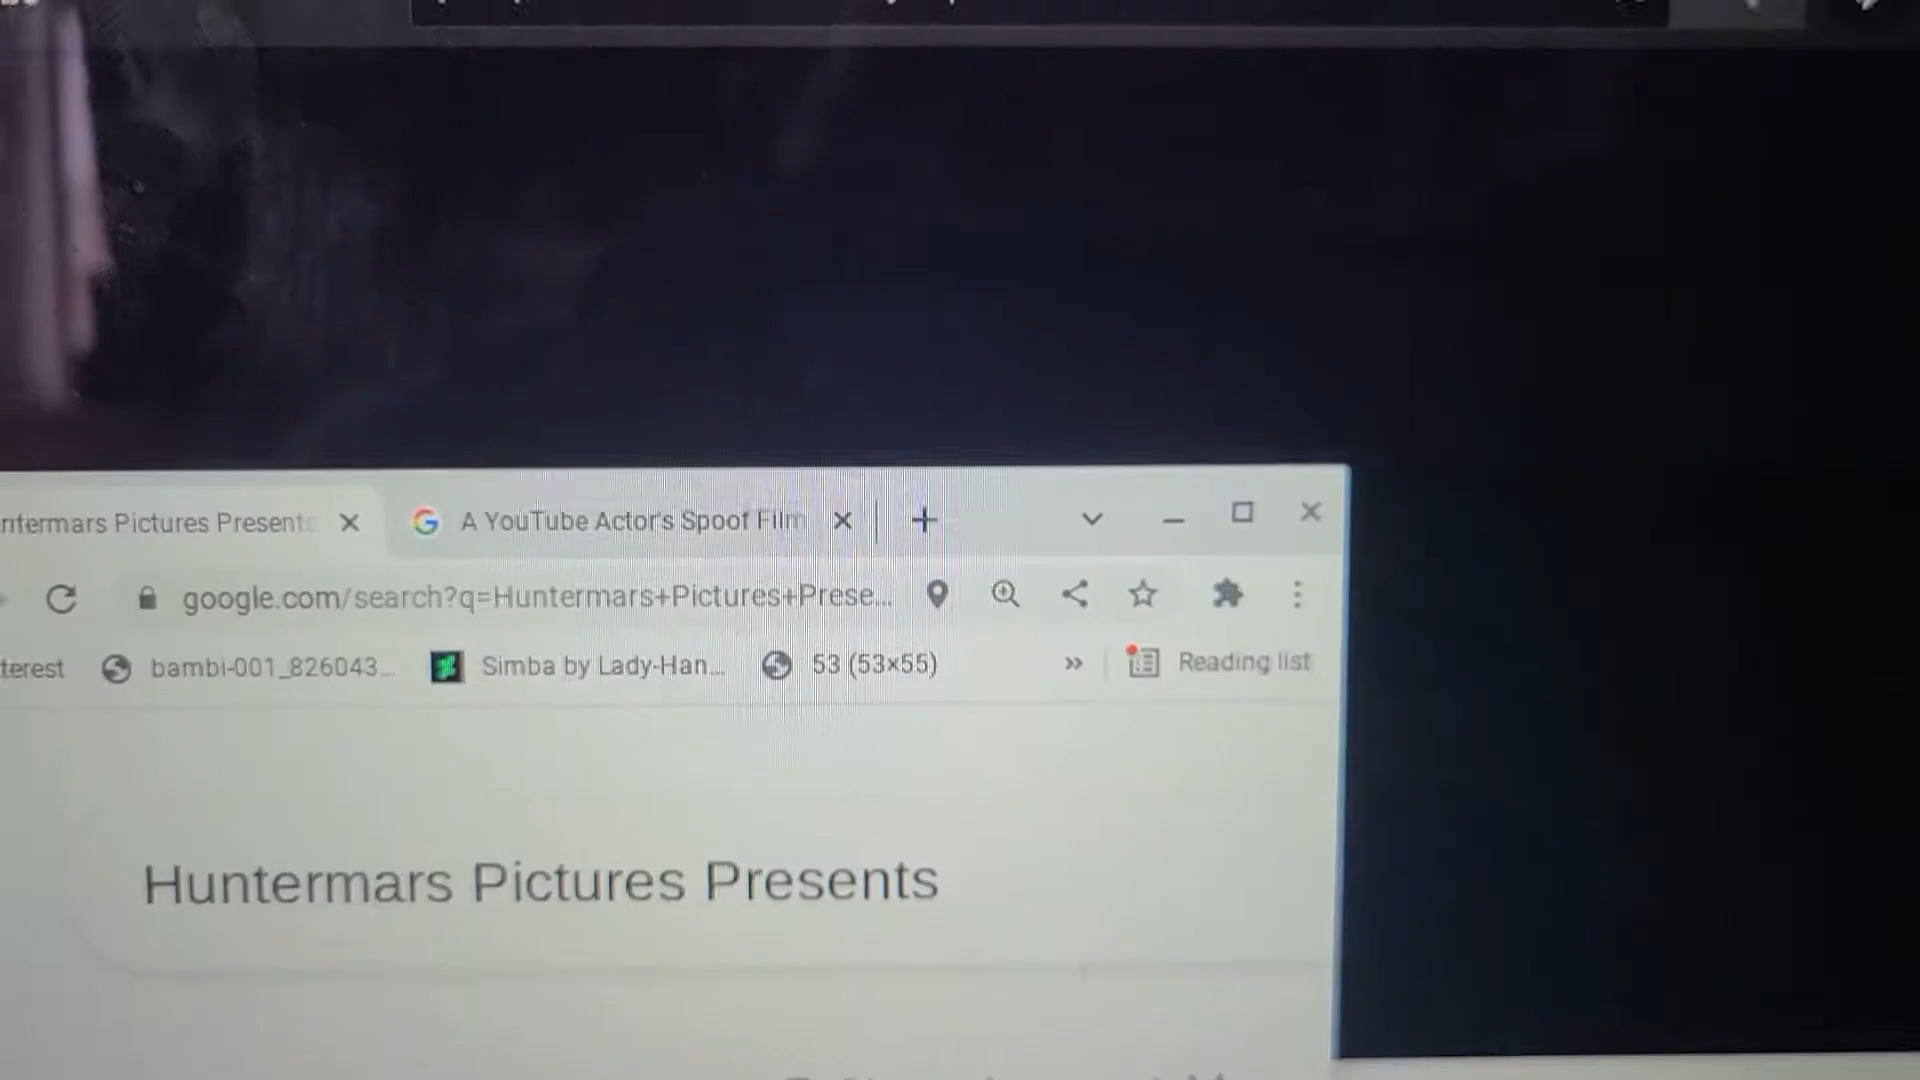 ntermars Pictures Presents
A YouTube Actor's Spoof Film
google.com/search?q=Huntermars+Pictures+Prese...
terest
bambi-001_826043...
Simba by Lady-Han...
53 (53×55)
»
Reading list
Huntermars Pictures Presents